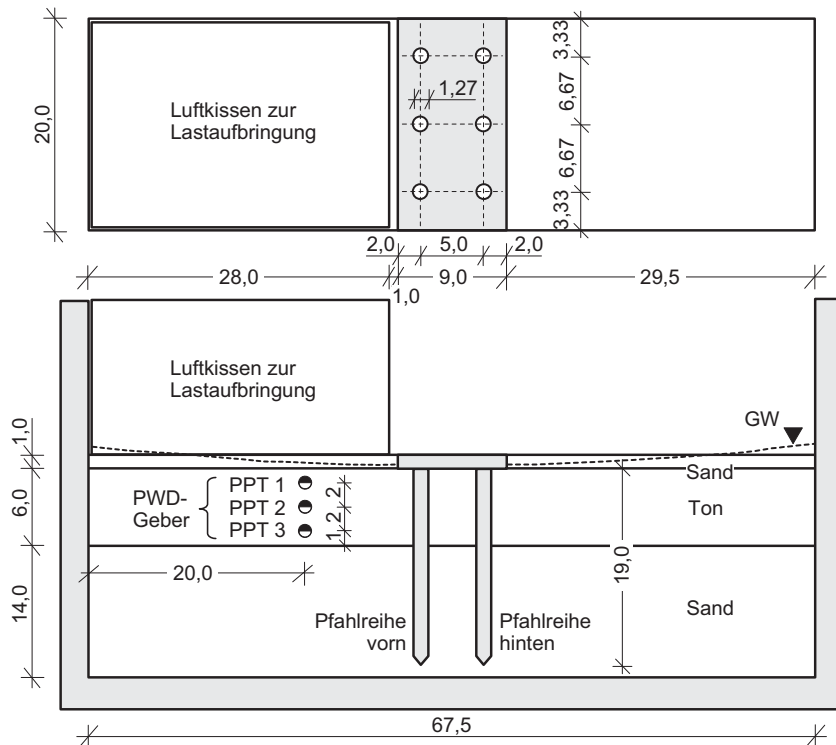 3,33
1,27
6,67
Luftkissen zur
Lastaufbringung
20,0
6,67
3,33
2,0
5,0
2,0
28,0
9,0
29,5
1,0
Luftkissen zur
Lastaufbringung
GW
1,0
Sand
PWD-
Geber
PPT 1
PPT 2
PPT 3
2
2
1
Ton
6,0
20,0
19,0
14,0
Pfahlreihe
vorn
Pfahlreihe
hinten
Sand
67,5